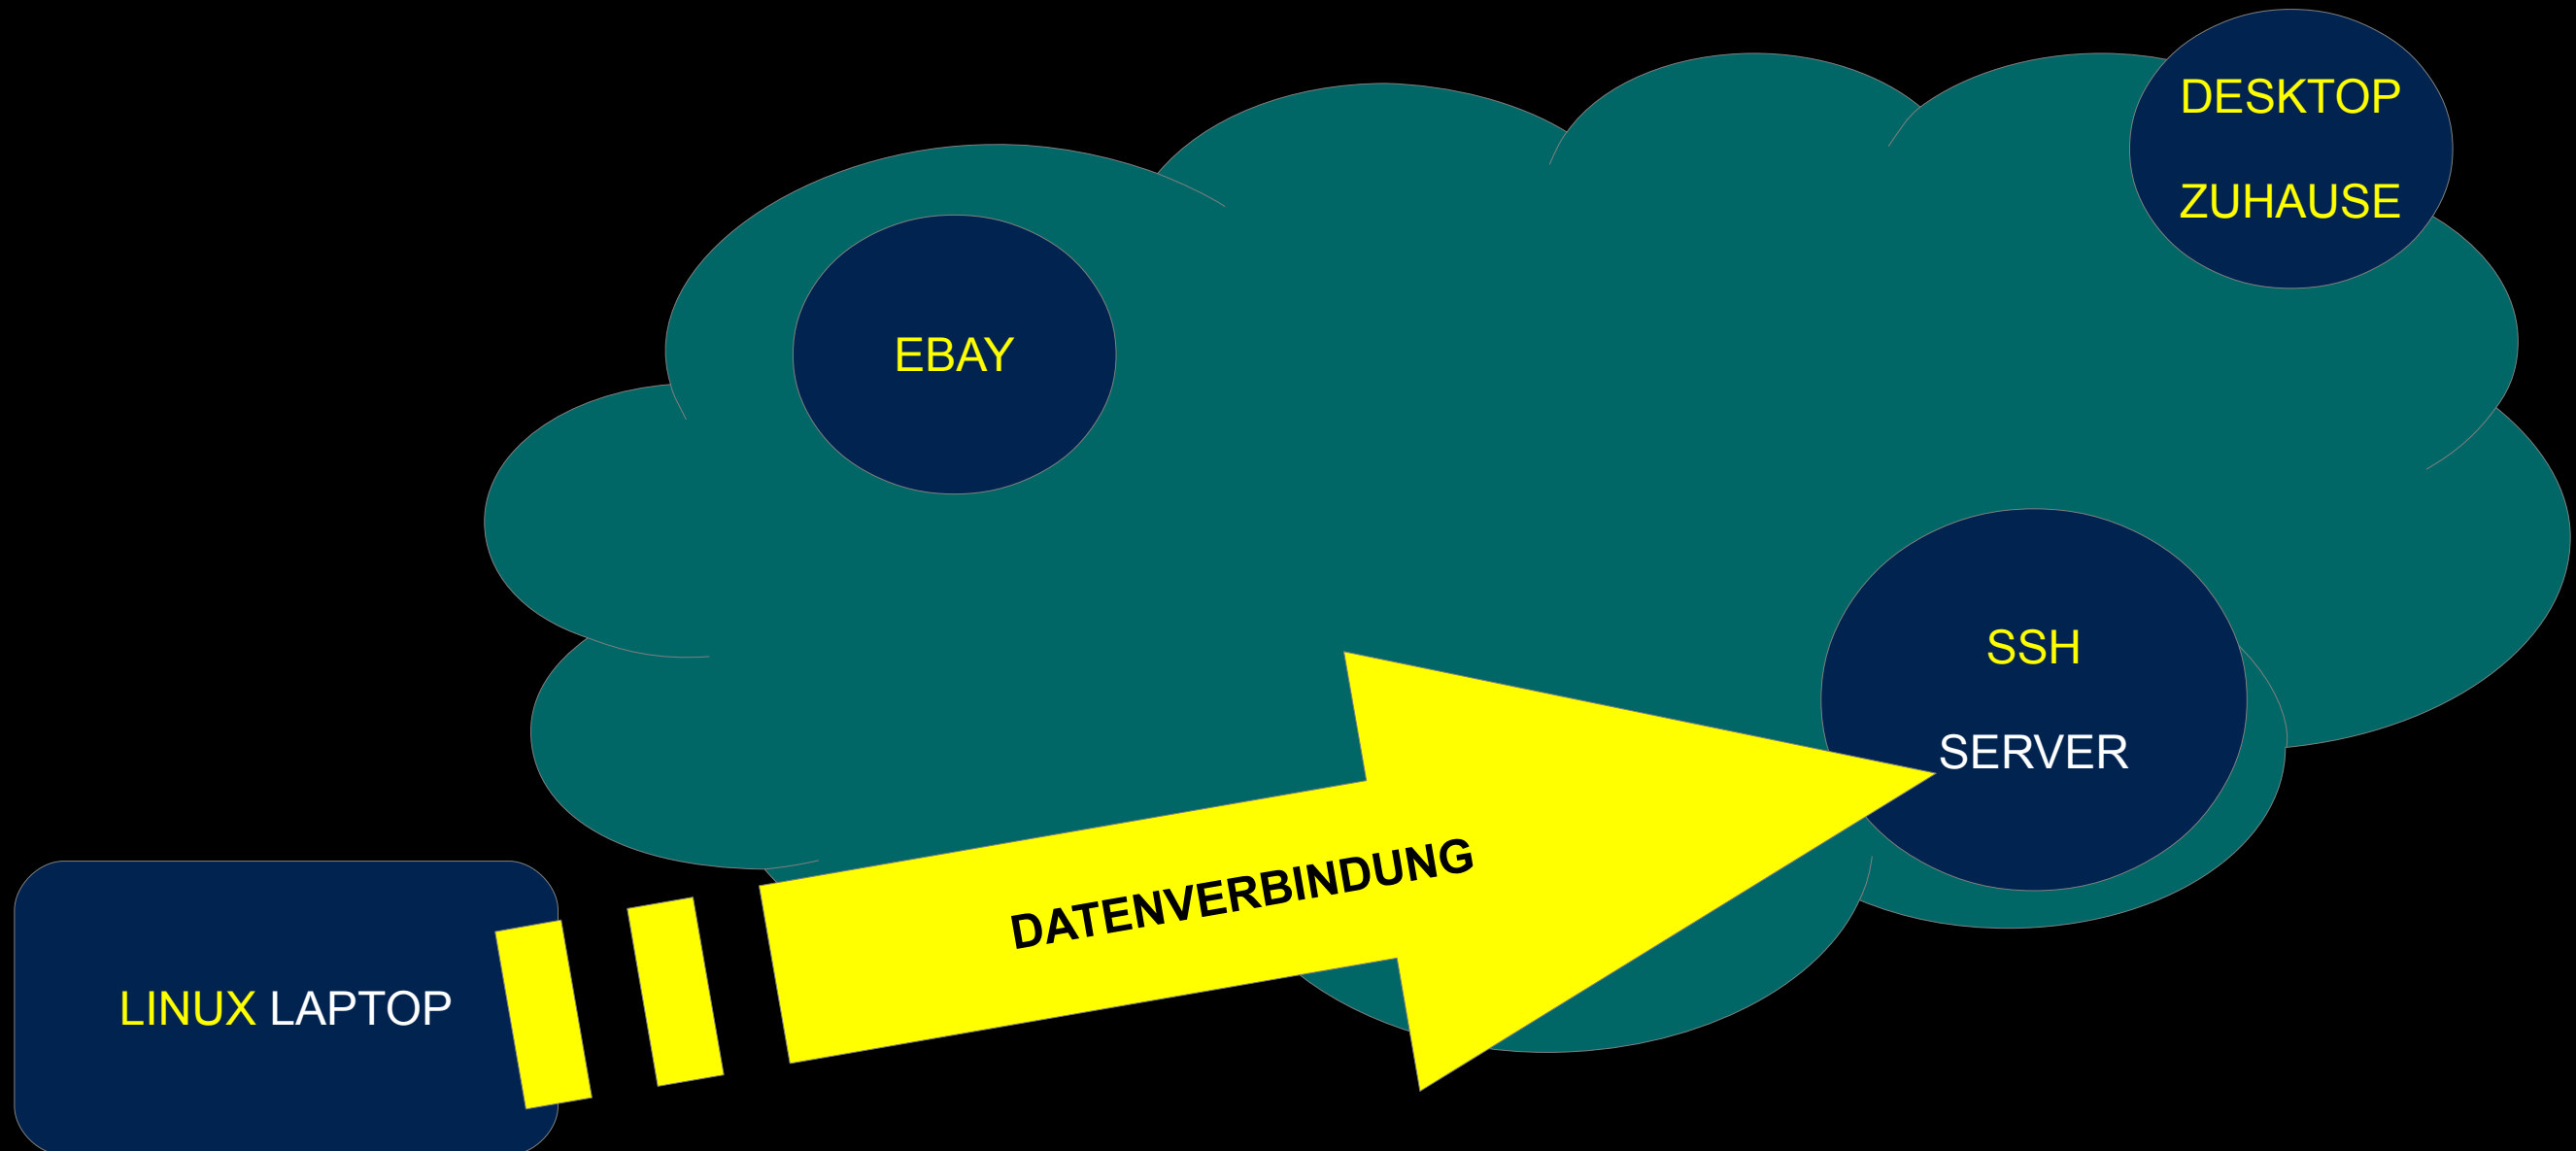 DESKTOP
ZUHAUSE
EBAY
SSH
SERVER
DATENVERBINDUNG
LINUX LAPTOP